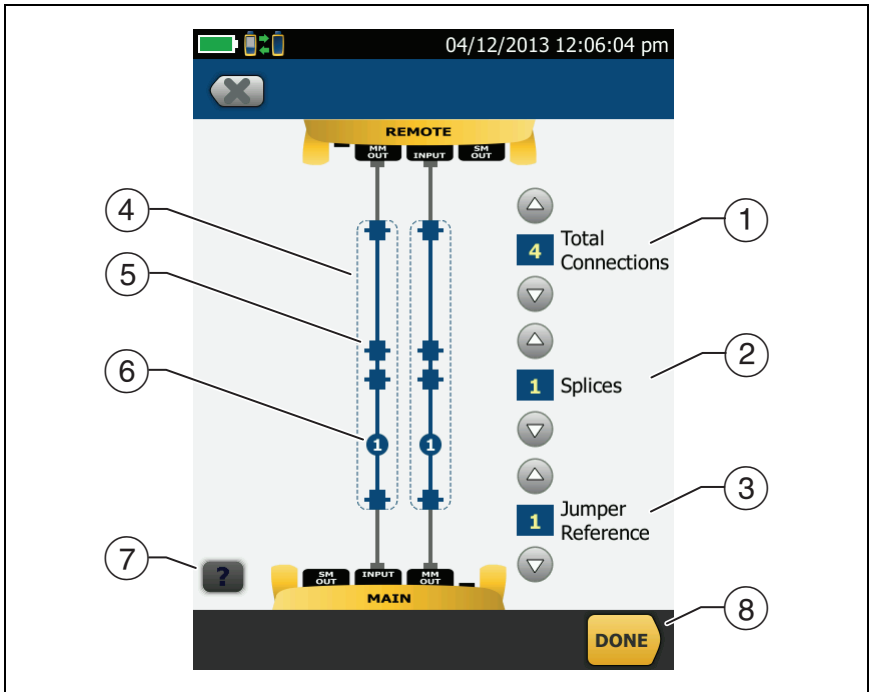 04/12/2013 12:06:04 pm
REMOTE
MM OUT
INPUT
SM OUT
4
1
4
Total
Connections
5
2
1
Splices
6
1
1
3
1
Jumper
Reference
7
?
SM OUT
INPUT
MM OUT
MAIN
8
DONE